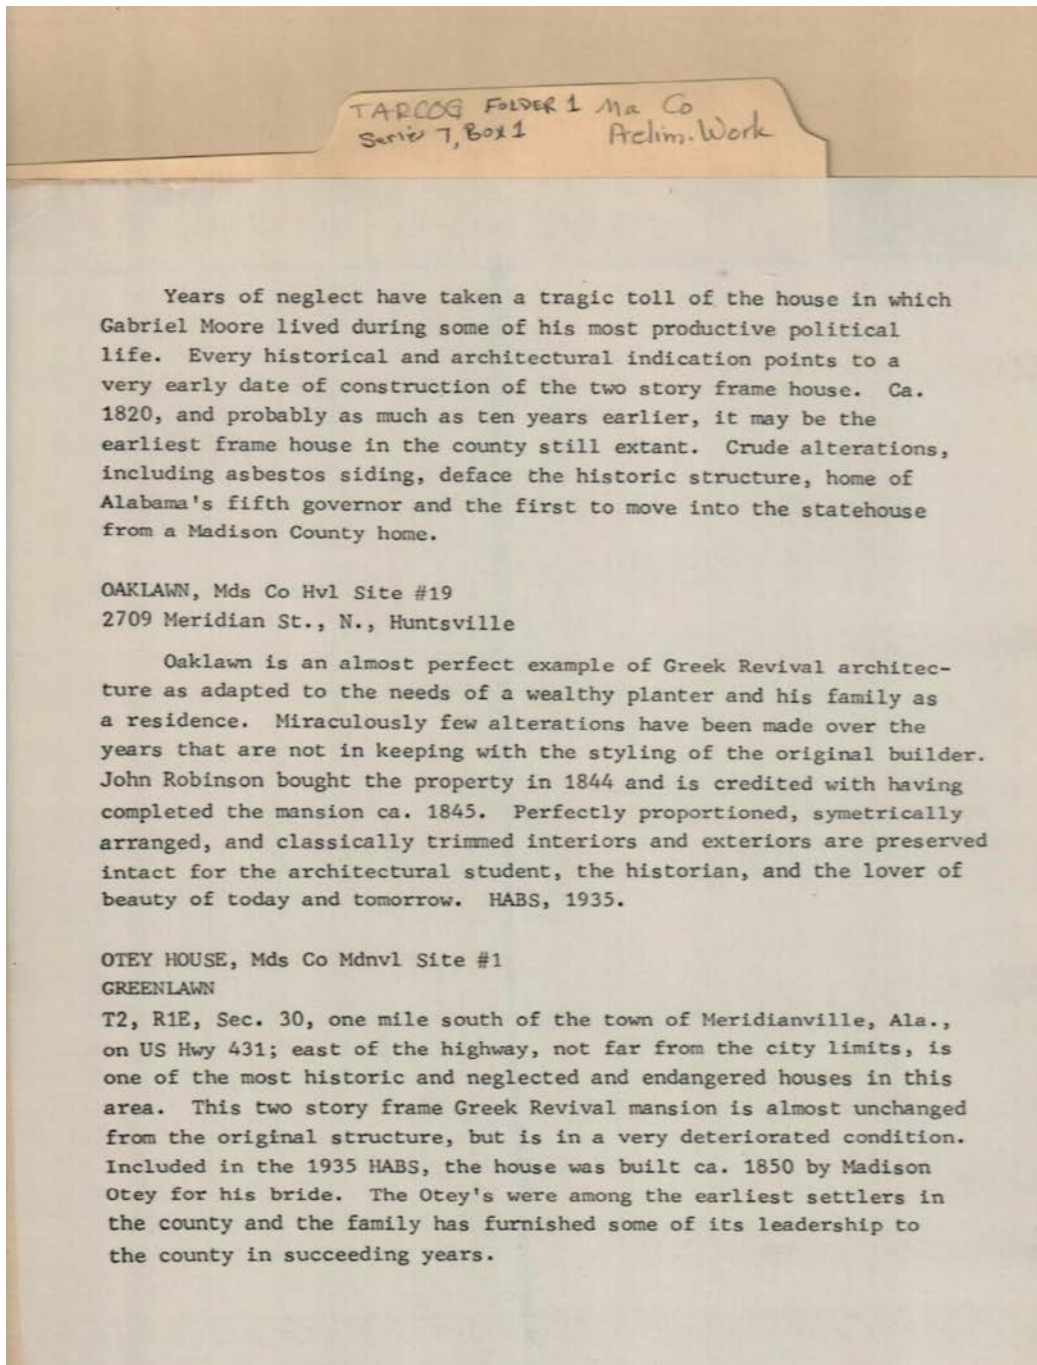 TARCOG FOLDER 1 Ma Co
Series 7, Box 1 Prelim. Work
Years of neglect have taken a tragic toll of the house in which
Gabriel Moore lived during some of his most productive political
life. Every historical and architectural indication points to a
very early date of construction of the two story frame house. Ca.
1820, and probably as much as ten years earlier, it may be the
earliest frame house in the county still extant. Crude alterations,
including asbestos siding, deface the historic structure, home of
Alabama's fifth governor and the first to move into the statehouse
from a Madison County home.
OAKLAWN, Mds Co Hvl Site #19
2709 Meridian St., N., Huntsville
Oaklawn is an almost perfect example of Greek Revival architec-
ture as adapted to the needs of a wealthy planter and his family as
a residence. Miraculously few alterations have been made over the
years that are not in keeping with the styling of the original builder.
John Robinson bought the property in 1844 and is credited with having
completed the mansion ca. 1845. Perfectly proportioned, symetrically
arranged, and classically trimmed interiors and exteriors are preserved
intact for the architectural student, the historian, and the lover of
beauty of today and tomorrow. HABS, 1935.
OTEY HOUSE, Mds Co Mdnvl Site #1
GREENLAWN
T2, R1E, Sec. 30, one mile south of the town of Meridianville, Ala.,
on US Hwy 431; east of the highway, not far from the city limits, is
one of the most historic and neglected and endangered houses in this
area. This two story frame Greek Revival mansion is almost unchanged
from the original structure, but is in a very deteriorated condition.
Included in the 1935 HABS, the house was built ca. 1850 by Madison
Otey for his bride. The Otey's were among the earliest settlers in
the county and the family has furnished some of its leadership to
the county in succeeding years.